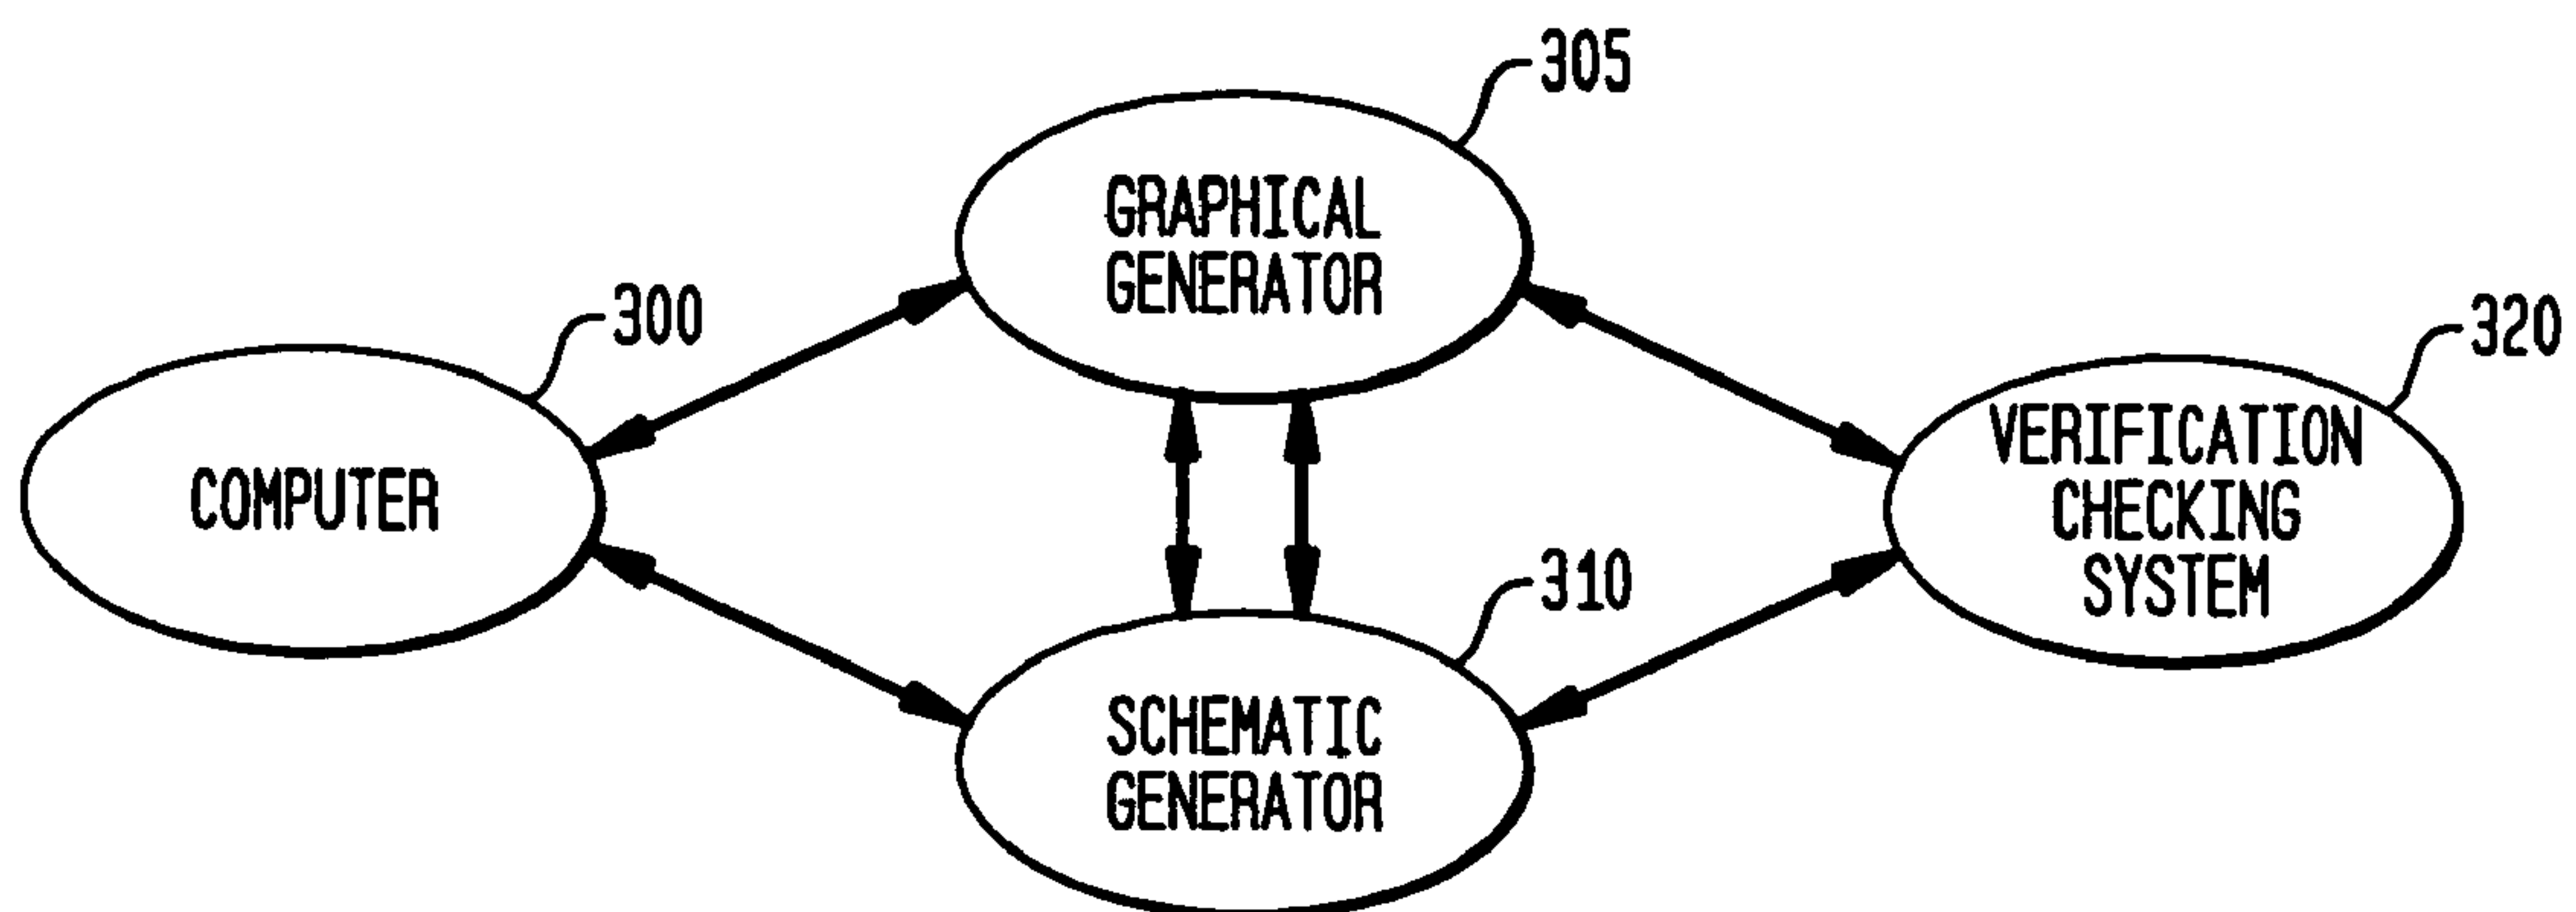 305
GRAPHICAL
GENERATOR
300
COMPUTER
320
VERIFICATION
CHECKING
SYSTEM
310
SCHEMATIC
GENERATOR